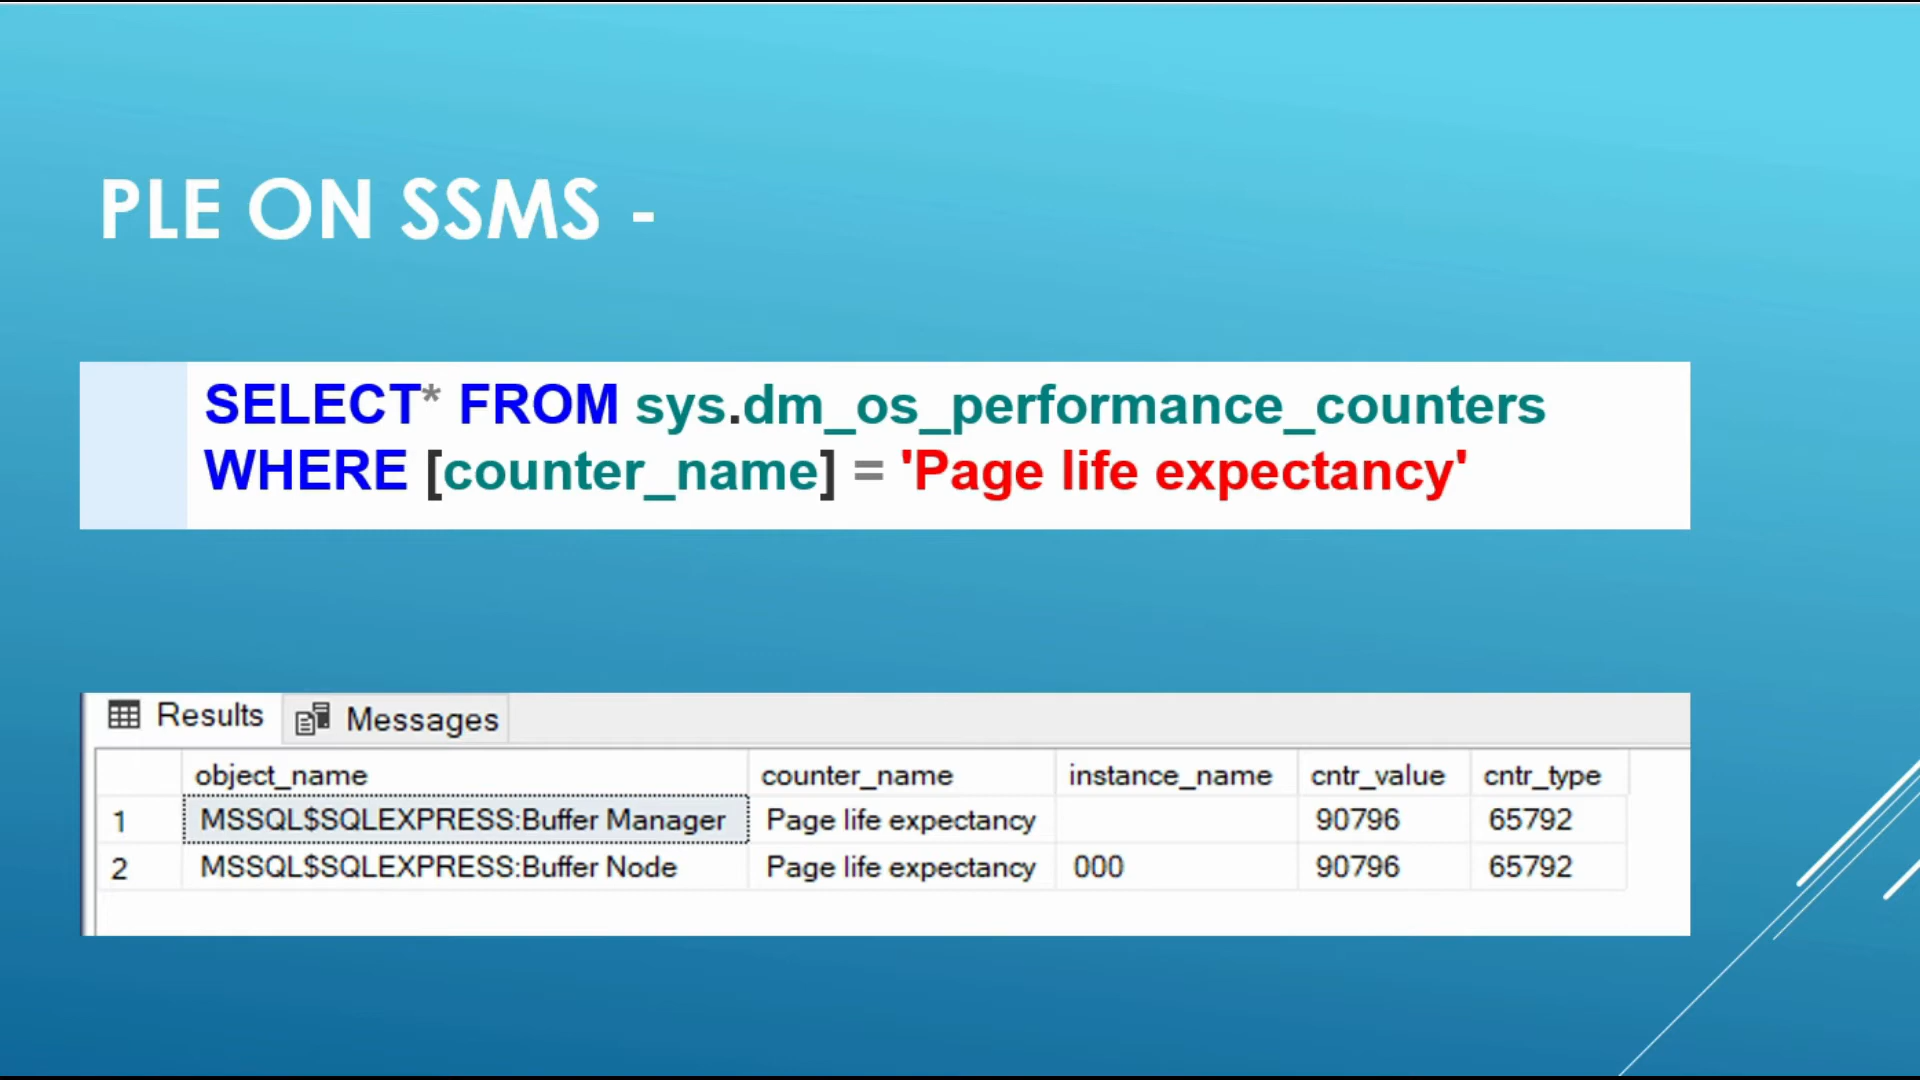 PLE ON SSMS -
SELECT* FROM sys.dm_os_performance_counters
WHERE [counter_name] = 'Page life expectancy'
Results Messages
object_name counter_name instance_name cntr_value cntr_type
1 MSSQL$SQLEXPRESS:Buffer Manager Page life expectancy 90796 65792
2 MSSQL$SQLEXPRESS:Buffer Node Page life expectancy 000 90796 65792